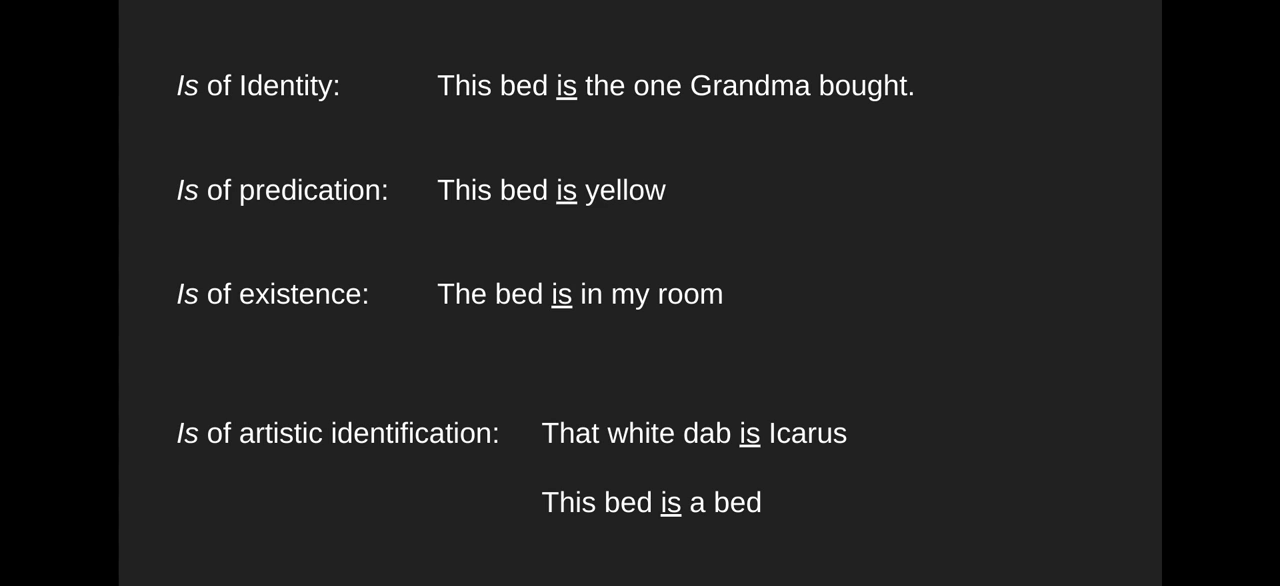 Is of Identity: This bed is the one Grandma bought.
Is of predication: This bed is yellow
Is of existence: The bed is in my room
Is of artistic identification: That white dab is Icarus
This bed is a bed